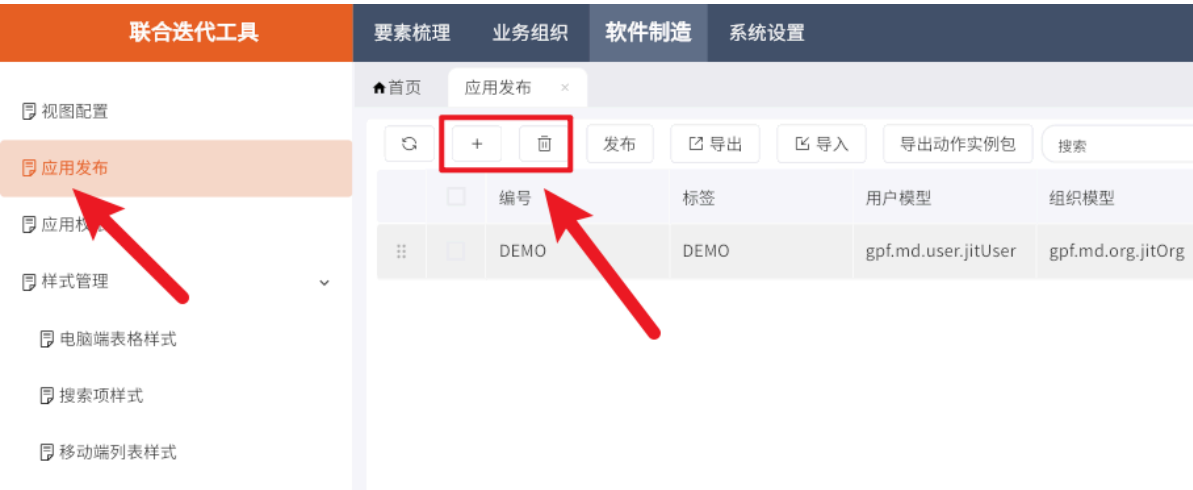 联合迭代工具
要素梳理 业务组织 软件制造 系统设置
首页 应用发布 ×
视图配置
应用发布
应用权
样式管理
电脑端表格样式
搜索项样式
移动端列表样式
+ 发布 导出 导入 导出动作实例包 搜索
编号 标签 用户模型 组织模型
DEMO DEMO gpf.md.user.jitUser gpf.md.org.jitOrg